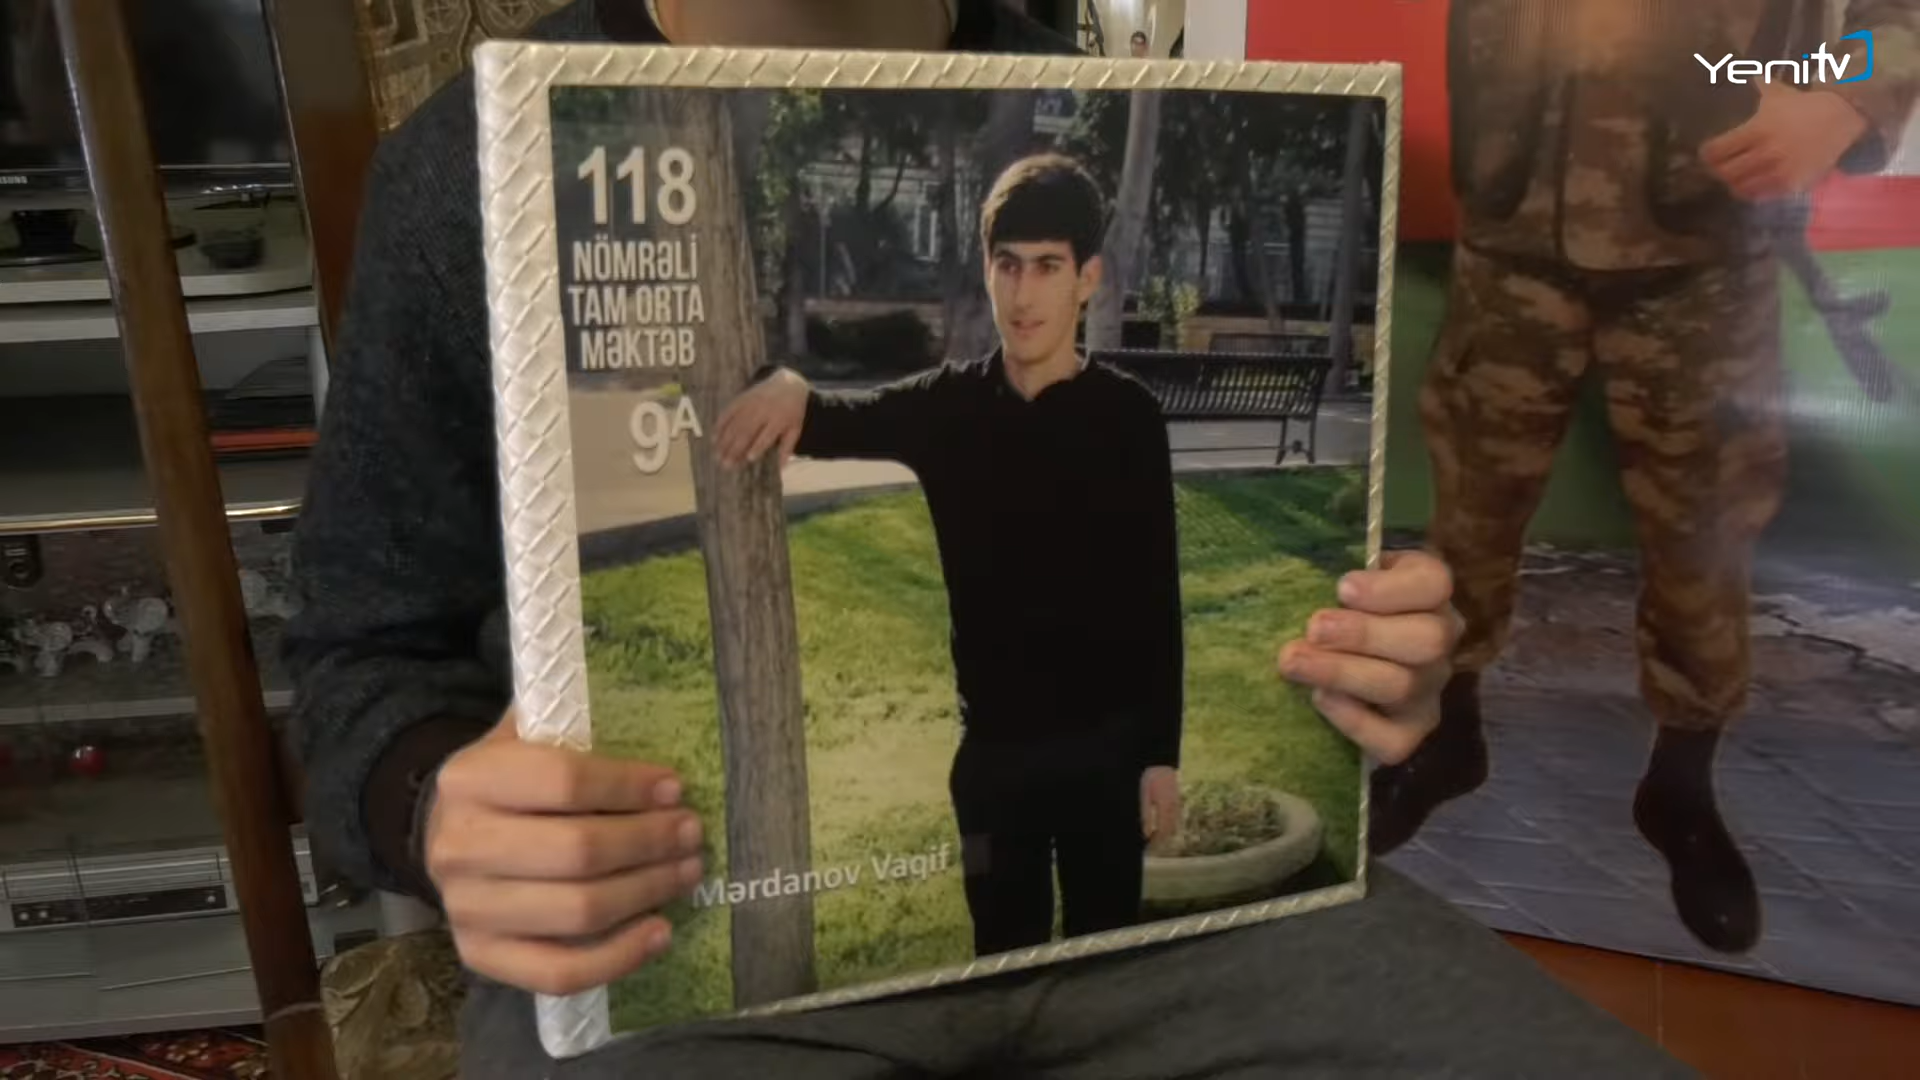 Yenitv
118
NÖMRƏLİ
TAM ORTA
MƏKTƏB
9A
Mərdanov Vaqif